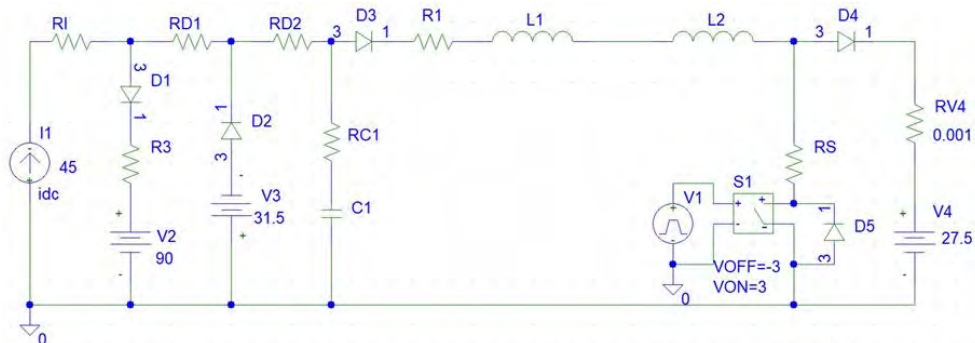 RI
RD1
RD2
D3
R1
L1
L2
D4
3
1
3
1
3
D1
1
I1
-
45
+
idc
R3
+
V2
90
-
1
D2
3
-
V3
31.5
+
RC1
C1
RV4
0.001
RS
S1
V1
+
+
+
-
-
1
D5
3
VOFF=-3
VON=3
+
V4
27.5
-
0
0